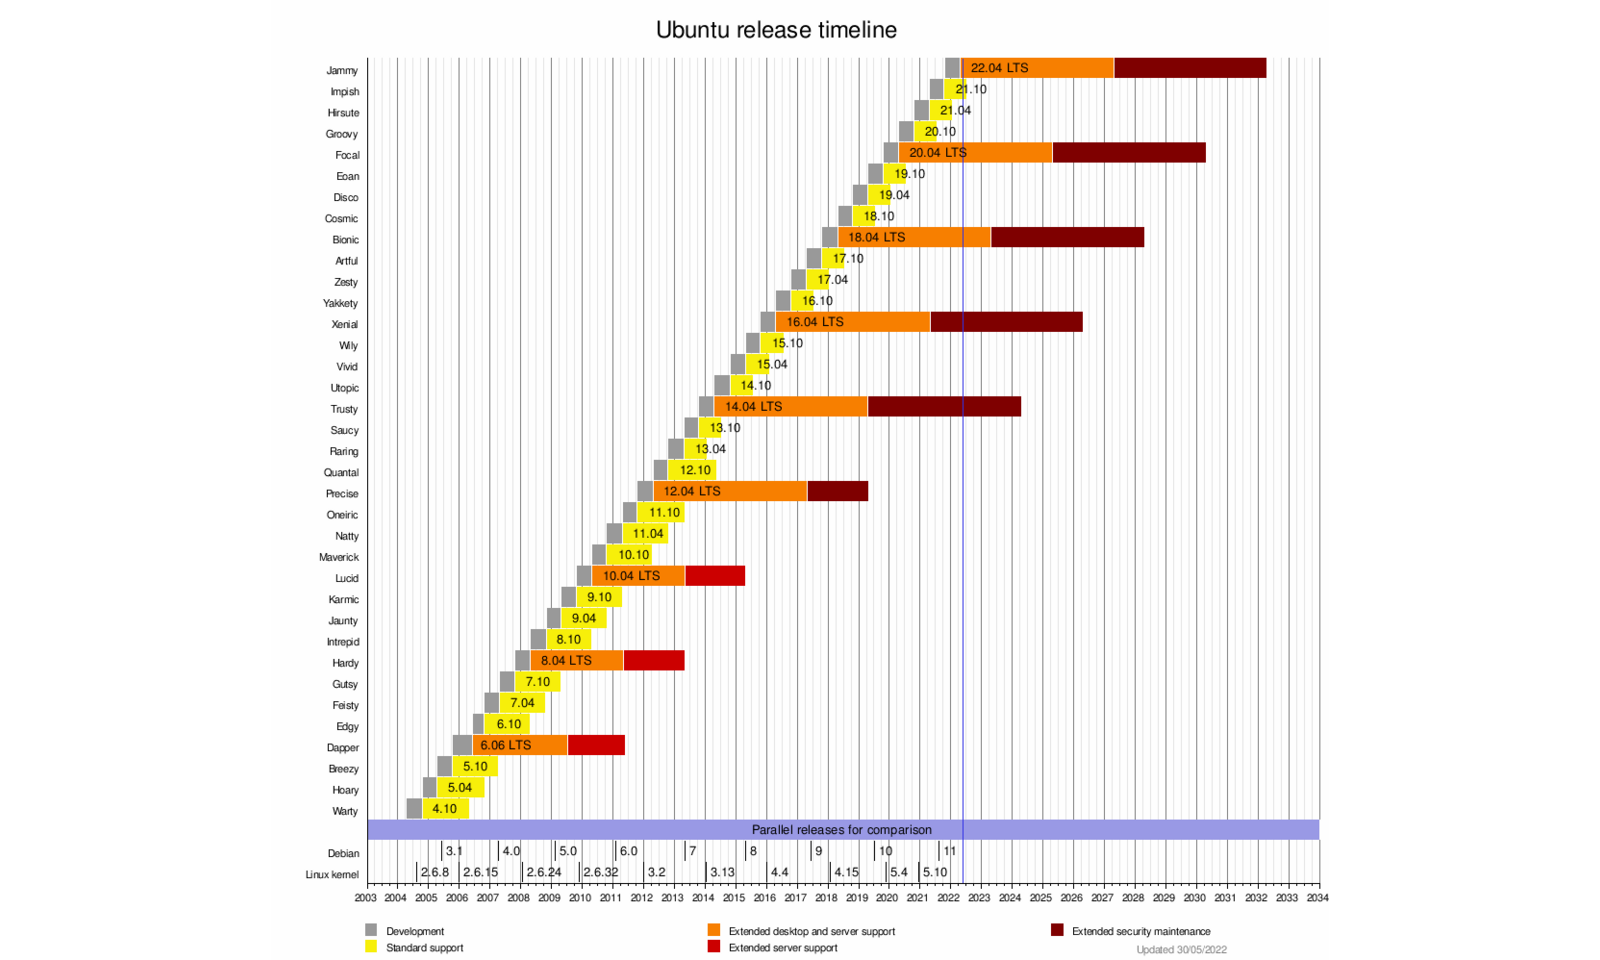 Ubuntu release timeline
Jammy 22.04 LTS
Impish 21.10
Hirsute 21.04
Groovy 20.10
Focal 20.04 LTS
Eoan 19.10
Disco 19.04
Cosmic 18.10
Bionic 18.04 LTS
Artful 17.10
Zesty 17.04
Yakkety 16.10
Xenial 16.04 LTS
Wily 15.10
Vivid 15.04
Utopic 14.10
Trusty 14.04 LTS
Saucy 13.10
Raring 13.04
Quantal 12.10
Precise 12.04 LTS
Oneiric 11.10
Natty 11.04
Maverick 10.10
Lucid 10.04 LTS
Karmic 9.10
Jaunty 9.04
Intrepid 8.10
Hardy 8.04 LTS
Gutsy 7.10
Feisty 7.04
Edgy 6.10
Dapper 6.06 LTS
Breezy 5.10
Hoary 5.04
Warty 4.10
Parallel releases for comparison
Debian 3.1 4.0 5.0 6.0 7 8 9 10 11
Linux kernel 2.6.8 2.6.15 2.6.24 2.6.32 3.2 3.13 4.4 4.15 5.4 5.10
2003 2004 2005 2006 2007 2008 2009 2010 2011 2012 2013 2014 2015 2016 2017 2018 2019 2020 2021 2022 2023 2024 2025 2026 2027 2028 2029 2030 2031 2032 2033 2034
Development Extended desktop and server support Extended security maintenance
Standard support Extended server support
Updated 30/05/2022